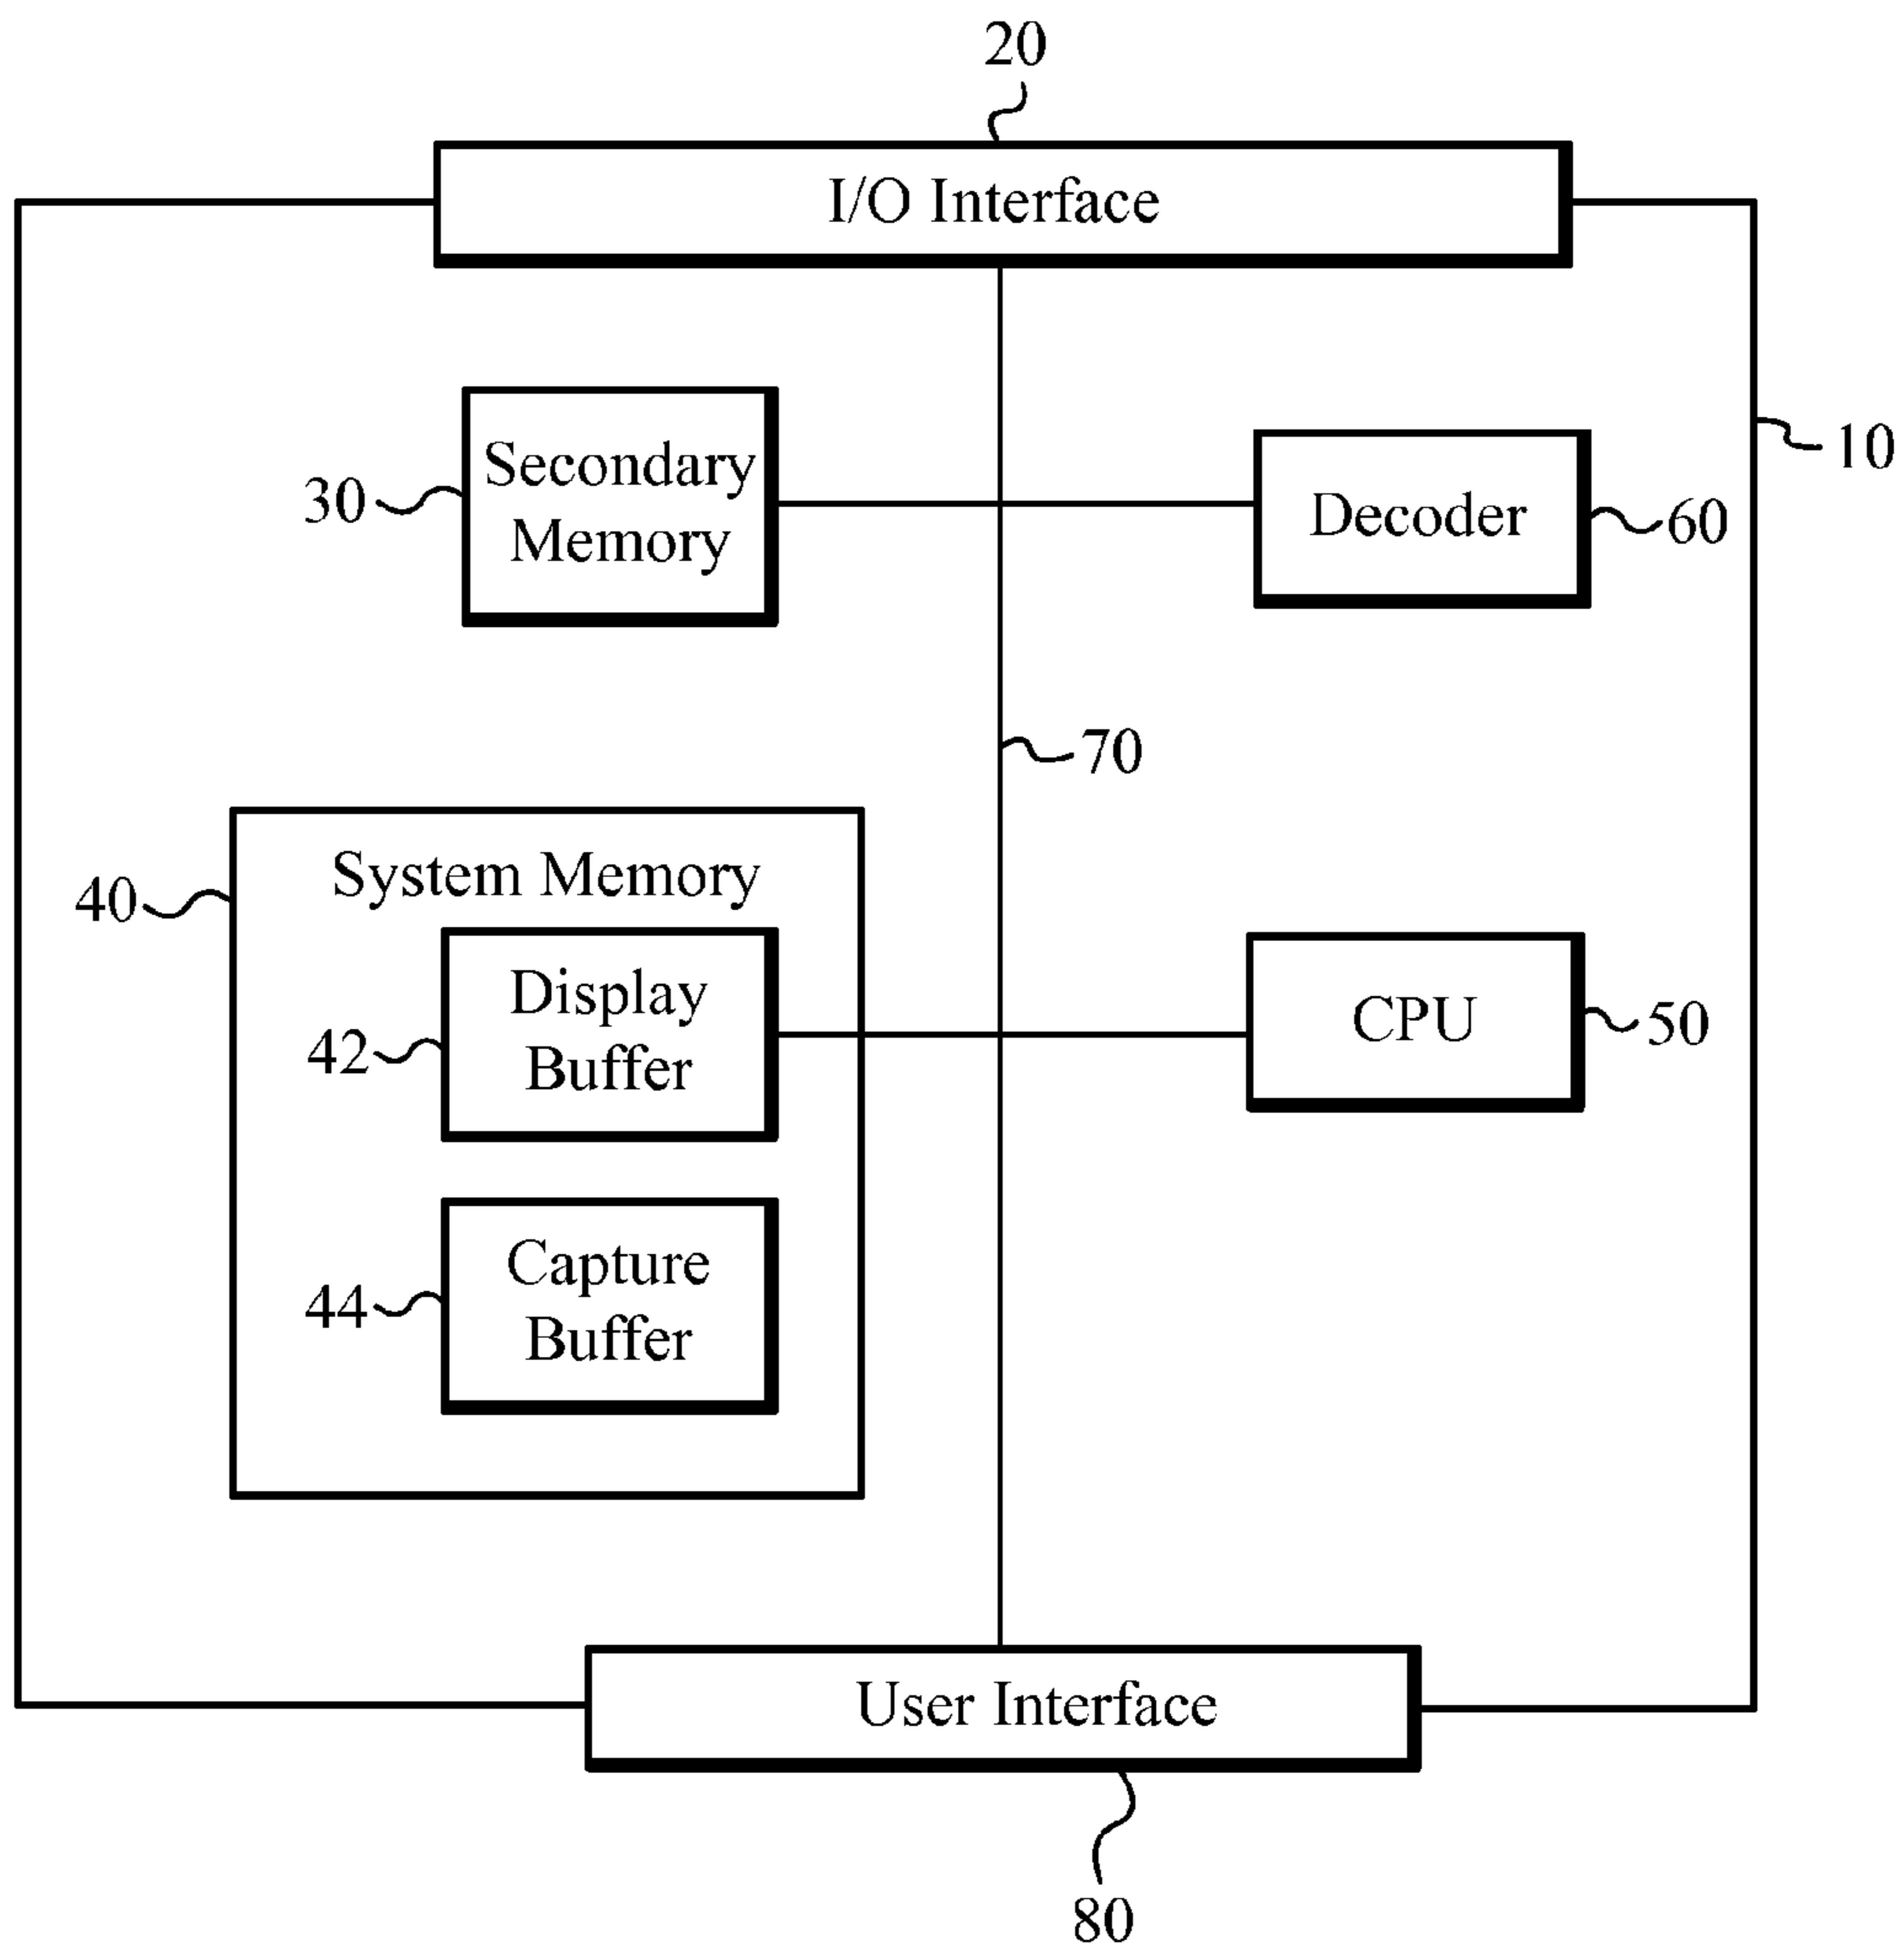 20
I/O Interface
10
Secondary
Memory
30
Decoder
60
70
System Memory
40
Display
Buffer
42
CPU
50
Capture
Buffer
44
User Interface
80